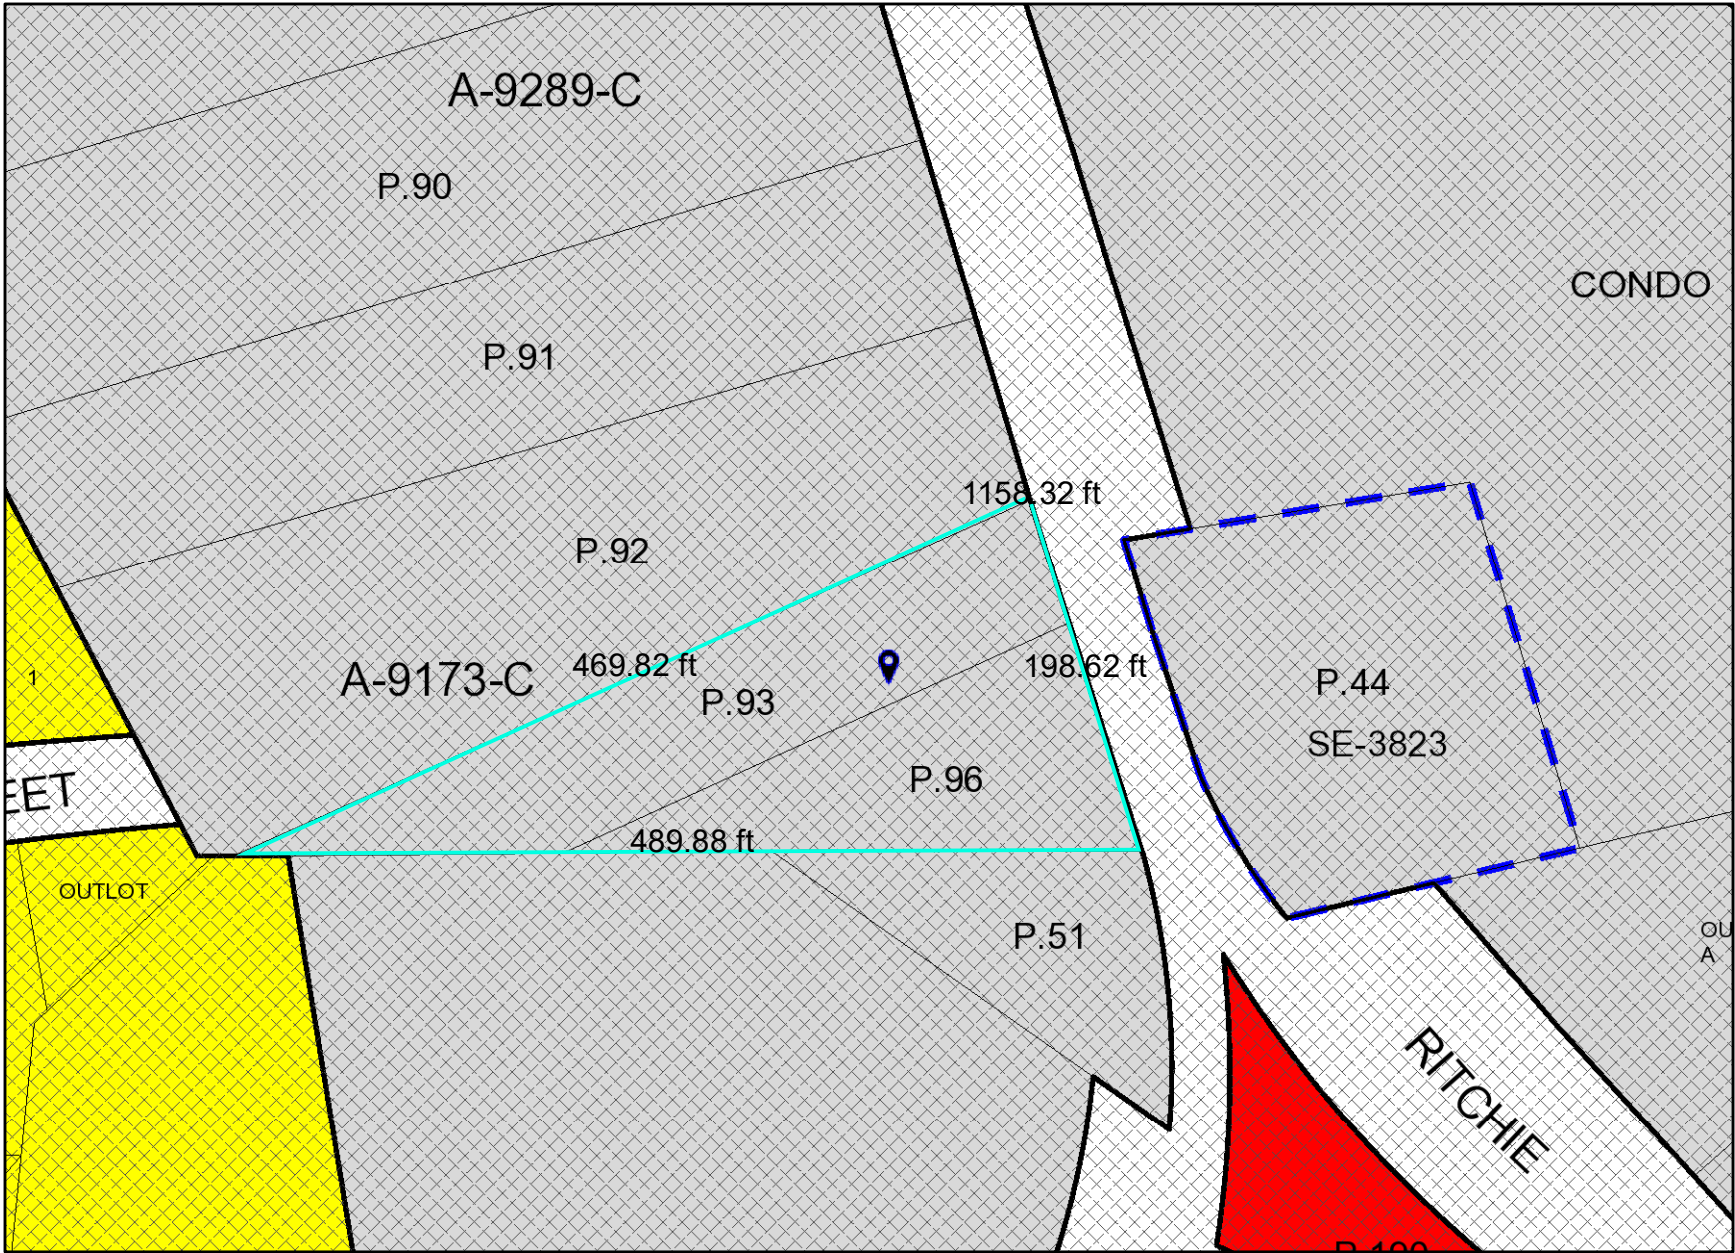 A-9289-C
P.90
CONDO
P.91
1158.32 ft
P.92
469.82 ft
198.62 ft
A-9173-C
P.93
P.44
1
SE-3823
P.96
EET
489.88 ft
OUTLOT
P.51
OU
A
RITCHIE